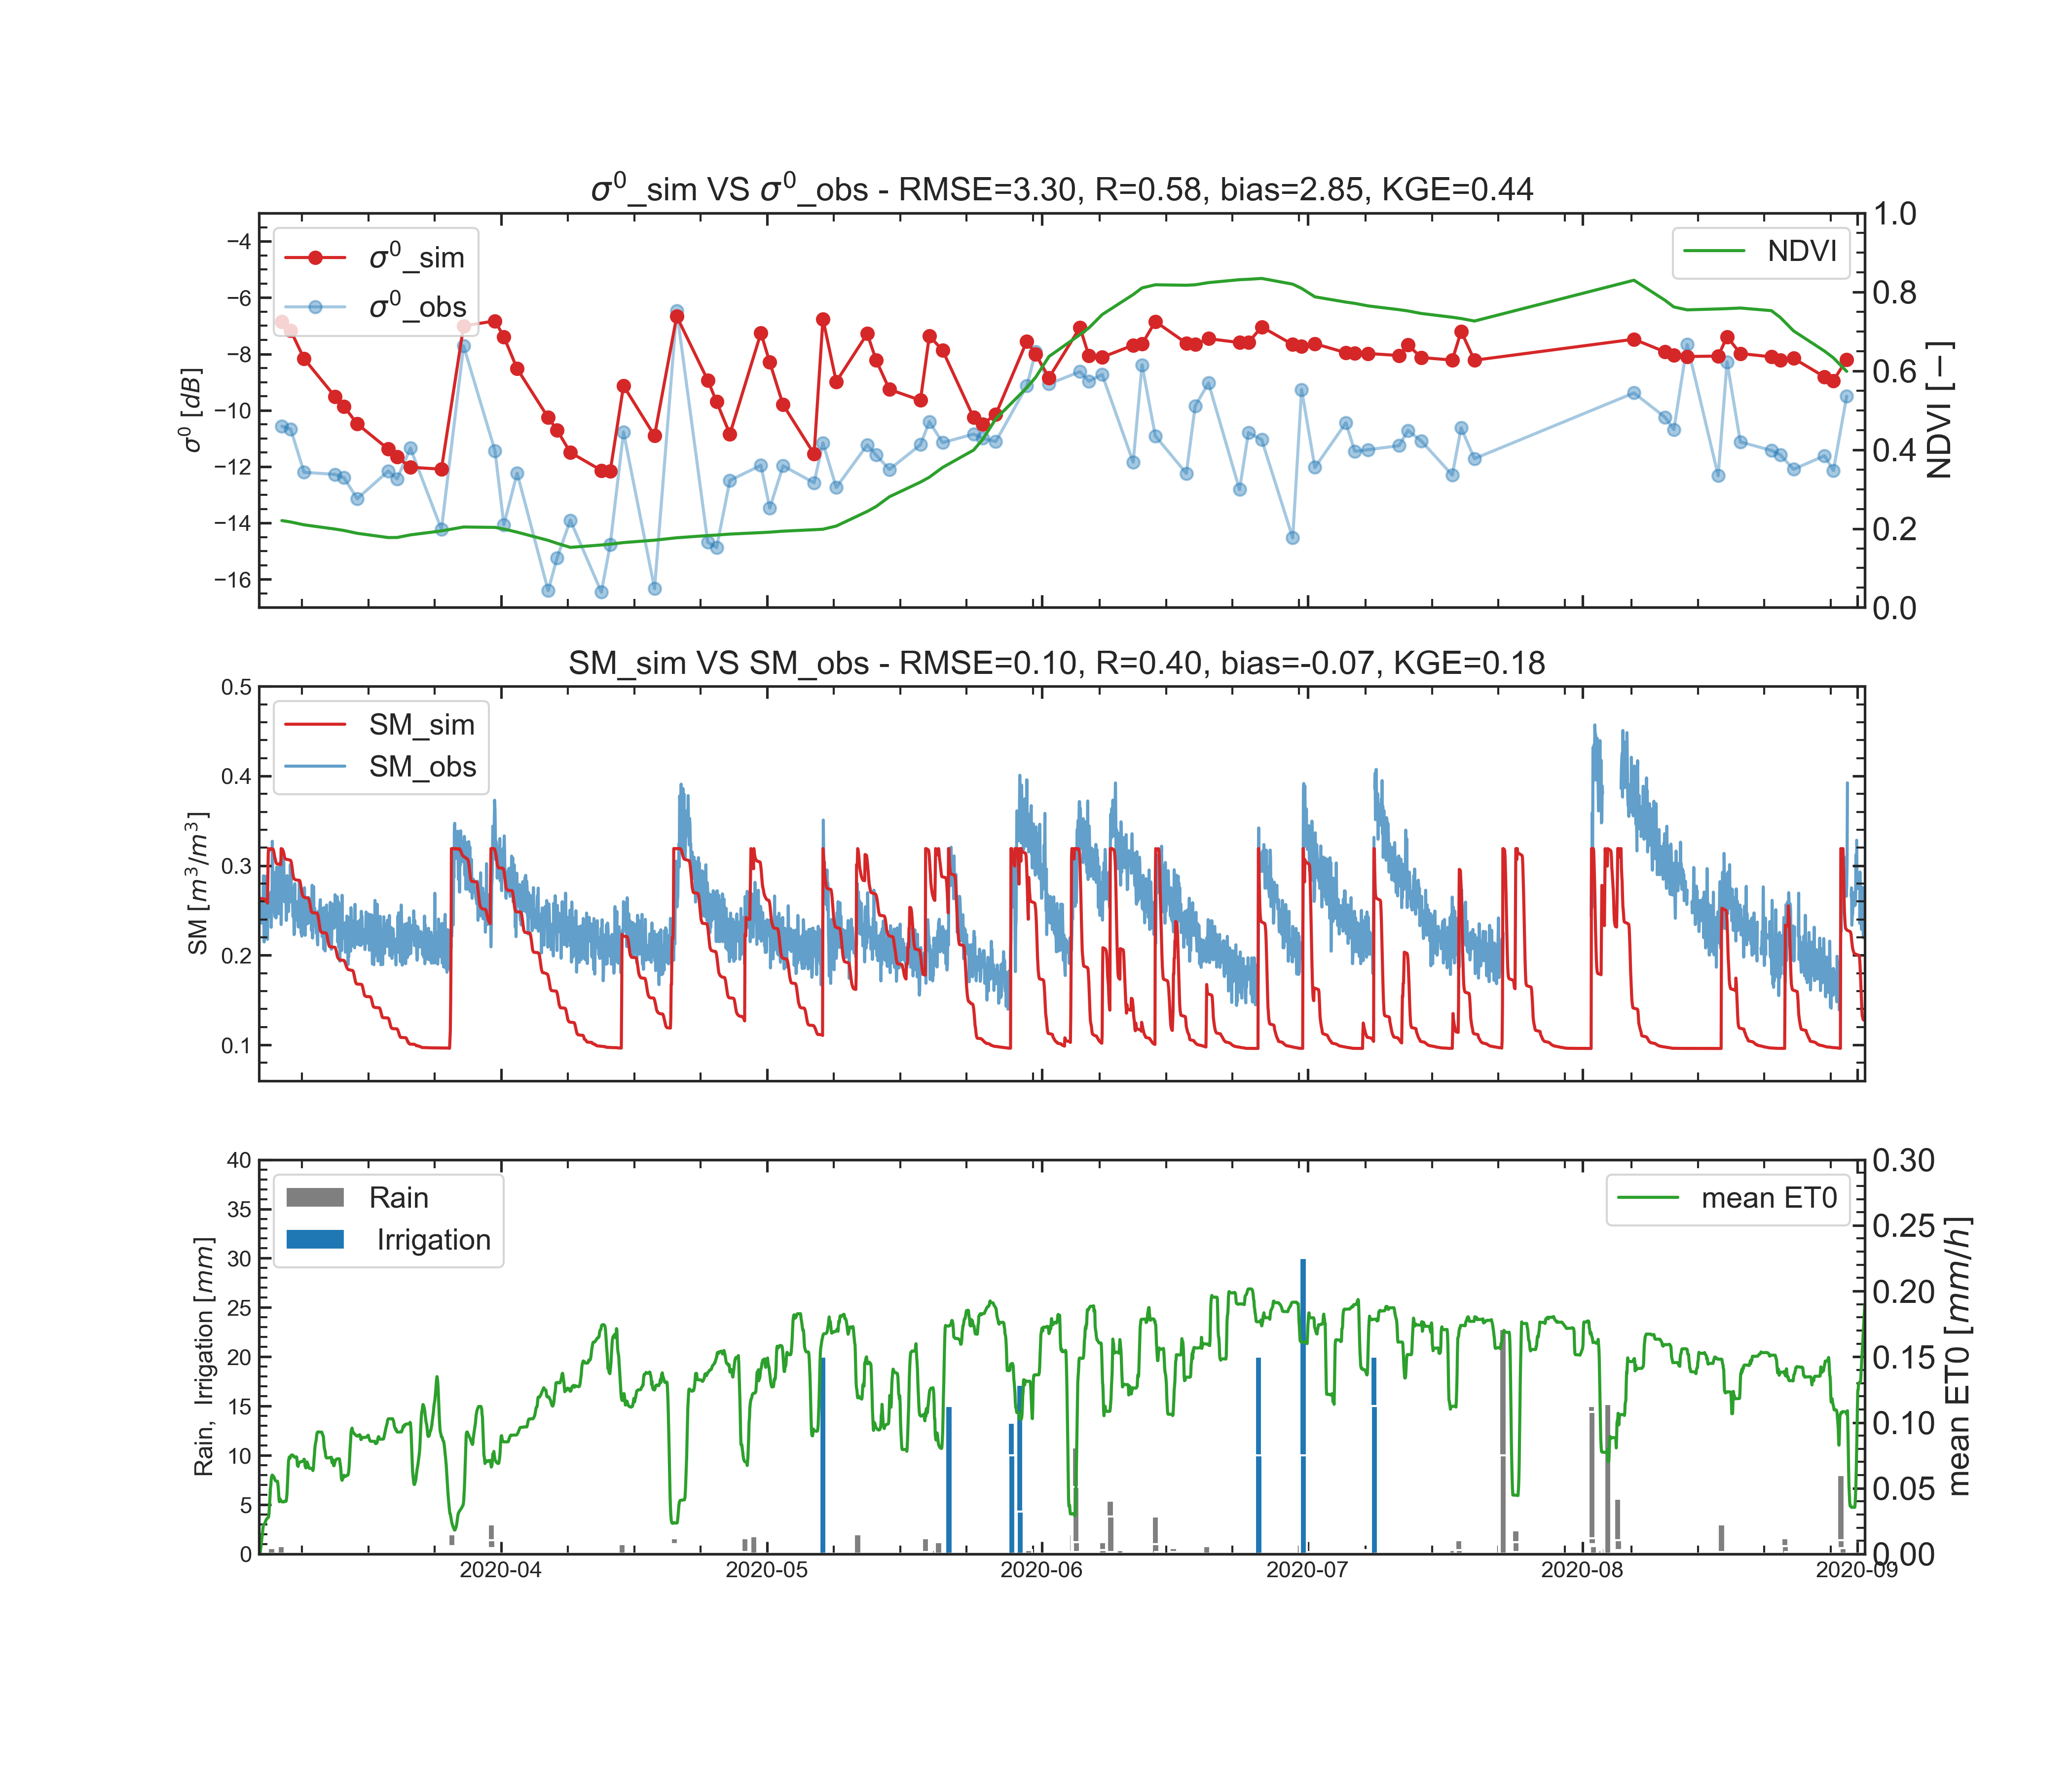 σ⁰_sim VS σ⁰_obs - RMSE=3.30, R=0.58, bias=2.85, KGE=0.44
−4
−6
−8
−10
−12
−14
−16
σ⁰ [dB]
σ⁰_sim
σ⁰_obs
NDVI
1.0
0.8
0.6
0.4
0.2
0.0
NDVI [−]
SM_sim VS SM_obs - RMSE=0.10, R=0.40, bias=-0.07, KGE=0.18
0.5
0.4
0.3
0.2
0.1
SM [m³/m³]
SM_sim
SM_obs
40
35
30
25
20
15
10
5
0
Rain, Irrigation [mm]
Rain
Irrigation
mean ET0
0.30
0.25
0.20
0.15
0.10
0.05
0.00
mean ET0 [mm/h]
2020-04
2020-05
2020-06
2020-07
2020-08
2020-09